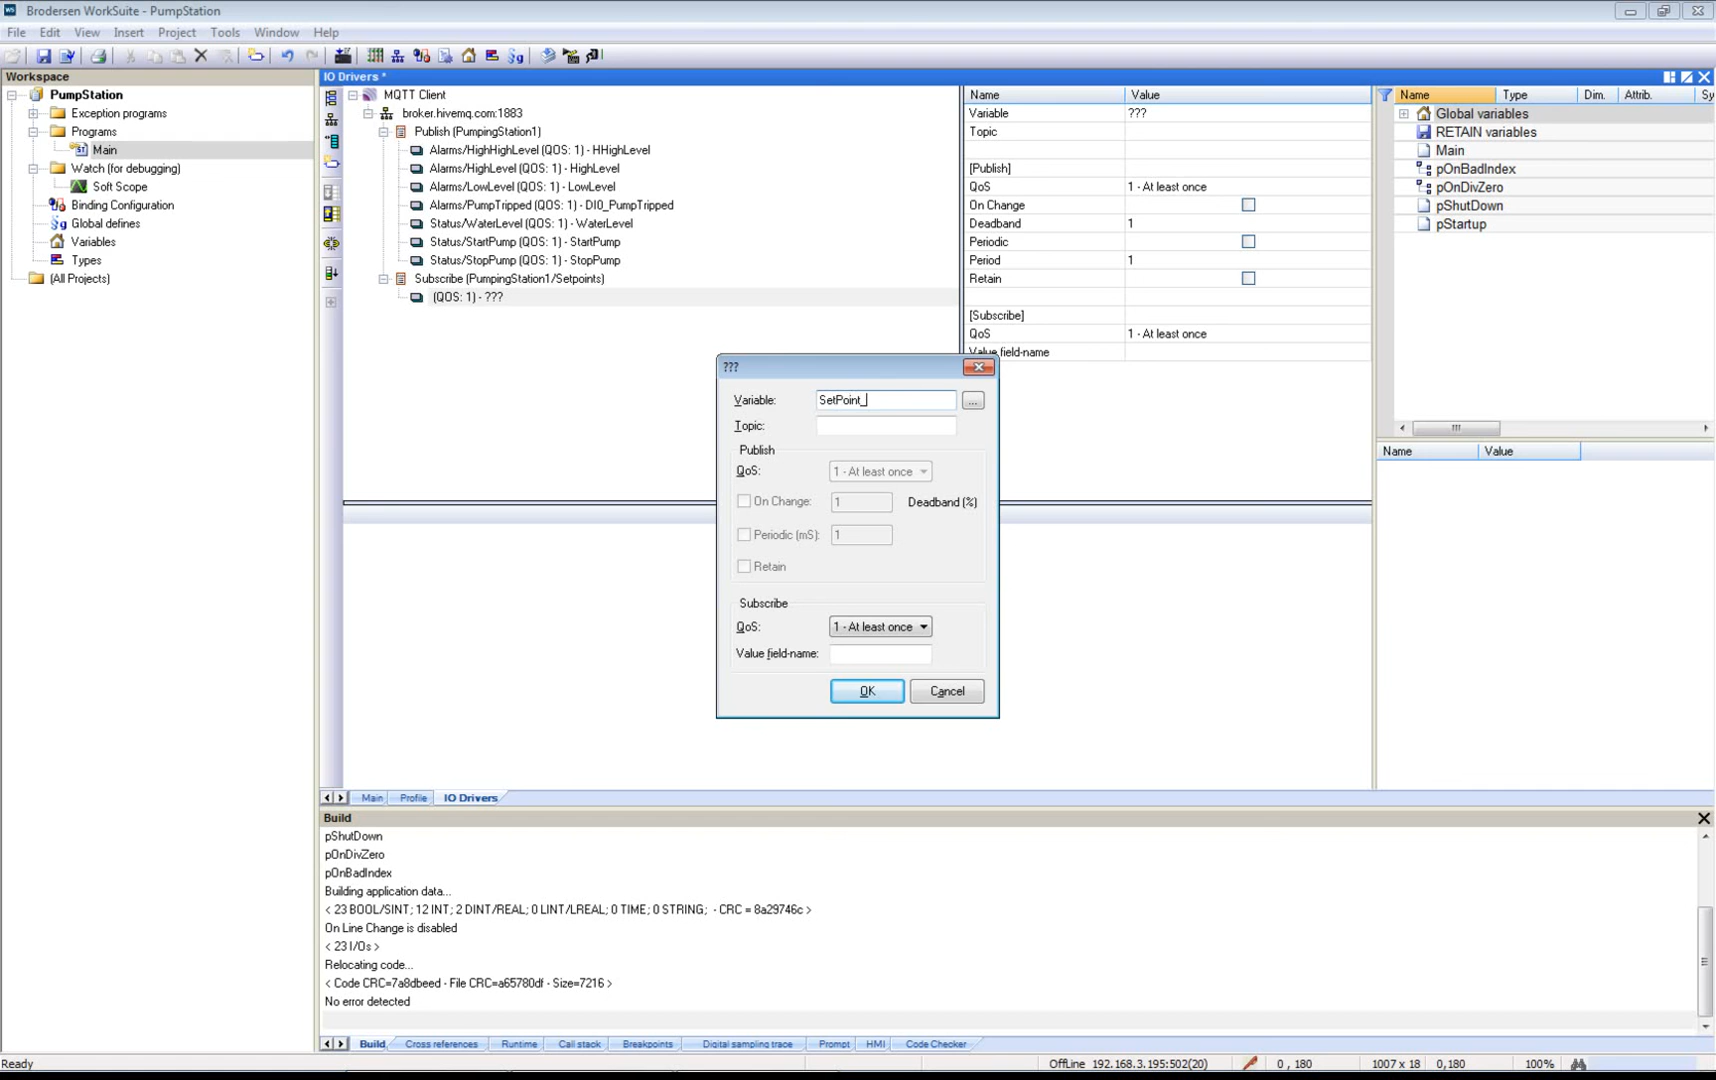 Brodersen WorkSuite - PumpStation
File Edit View Insert Project Tools Window Help
Workspace
PumpStation
Exception programs
Programs
Main
Watch (for debugging)
Soft Scope
Binding Configuration
Global defines
Variables
Types
(All Projects)
IO Drivers *
MQTT Client
broker.hivemq.com:1883
Publish (PumpingStation1)
Alarms/HighHighLevel (QOS: 1) - HHighLevel
Alarms/HighLevel (QOS: 1) - HighLevel
Alarms/LowLevel (QOS: 1) - LowLevel
Alarms/PumpTripped (QOS: 1) - DI0_PumpTripped
Status/WaterLevel (QOS: 1) - WaterLevel
Status/StartPump (QOS: 1) - StartPump
Status/StopPump (QOS: 1) - StopPump
Subscribe (PumpingStation1/Setpoints)
(QOS: 1) - ???
Name Value
Variable ???
Topic
[Publish]
QoS 1 - At least once
On Change
Deadband 1
Periodic
Period 1
Retain
[Subscribe]
QoS 1 - At least once
Value field-name
Name Type Dim. Attrib. Sy
Global variables
RETAIN variables
Main
pOnBadIndex
pOnDivZero
pShutDown
pStartup
Name Value
???
Variable: SetPoint_ ...
Topic:
Publish
QoS: 1 - At least once
On Change: 1 Deadband (%)
Periodic (mS): 1
Retain
Subscribe
QoS: 1 - At least once
Value field-name:
OK Cancel
Main Profile IO Drivers
Build
pShutDown
pOnDivZero
pOnBadIndex
Building application data...
< 23 BOOL/SINT; 12 INT; 2 DINT/REAL; 0 LINT/LREAL; 0 TIME; 0 STRING; - CRC = 8a29746c >
On Line Change is disabled
< 23 I/Os >
Relocating code...
< Code CRC=7a8dbeed - File CRC=a65780df - Size=7216 >
No error detected
Build Cross references Runtime Call stack Breakpoints Digital sampling trace Prompt HMI Code Checker
Ready OffLine 192.168.3.195:502(20) 0 , 180 1007 x 18 0,180 100%